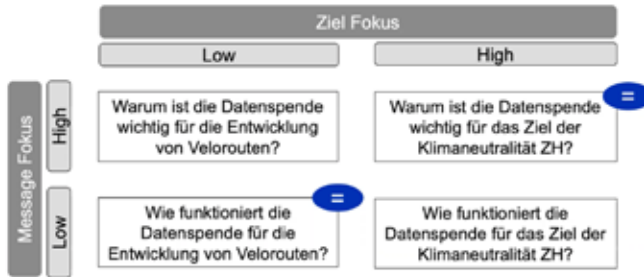 Ziel Fokus
Low
High
Message Fokus
High
Warum ist die Datenspende
wichtig für die Entwicklung
von Velorouten?
=
Warum ist die Datenspende
wichtig für das Ziel der
Klimaneutralität ZH?
Low
=
Wie funktioniert die
Datenspende für die
Entwicklung von Velorouten?
Wie funktioniert die
Datenspende für das Ziel der
Klimaneutralität ZH?